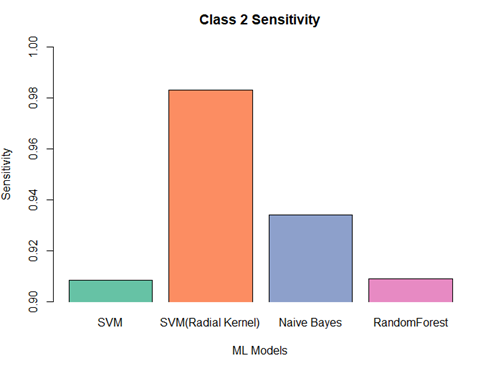 Class 2 Sensitivity
Sensitivity
1.00
0.98
0.96
0.94
0.92
0.90
SVM SVM(Radial Kernel) Naive Bayes RandomForest
ML Models